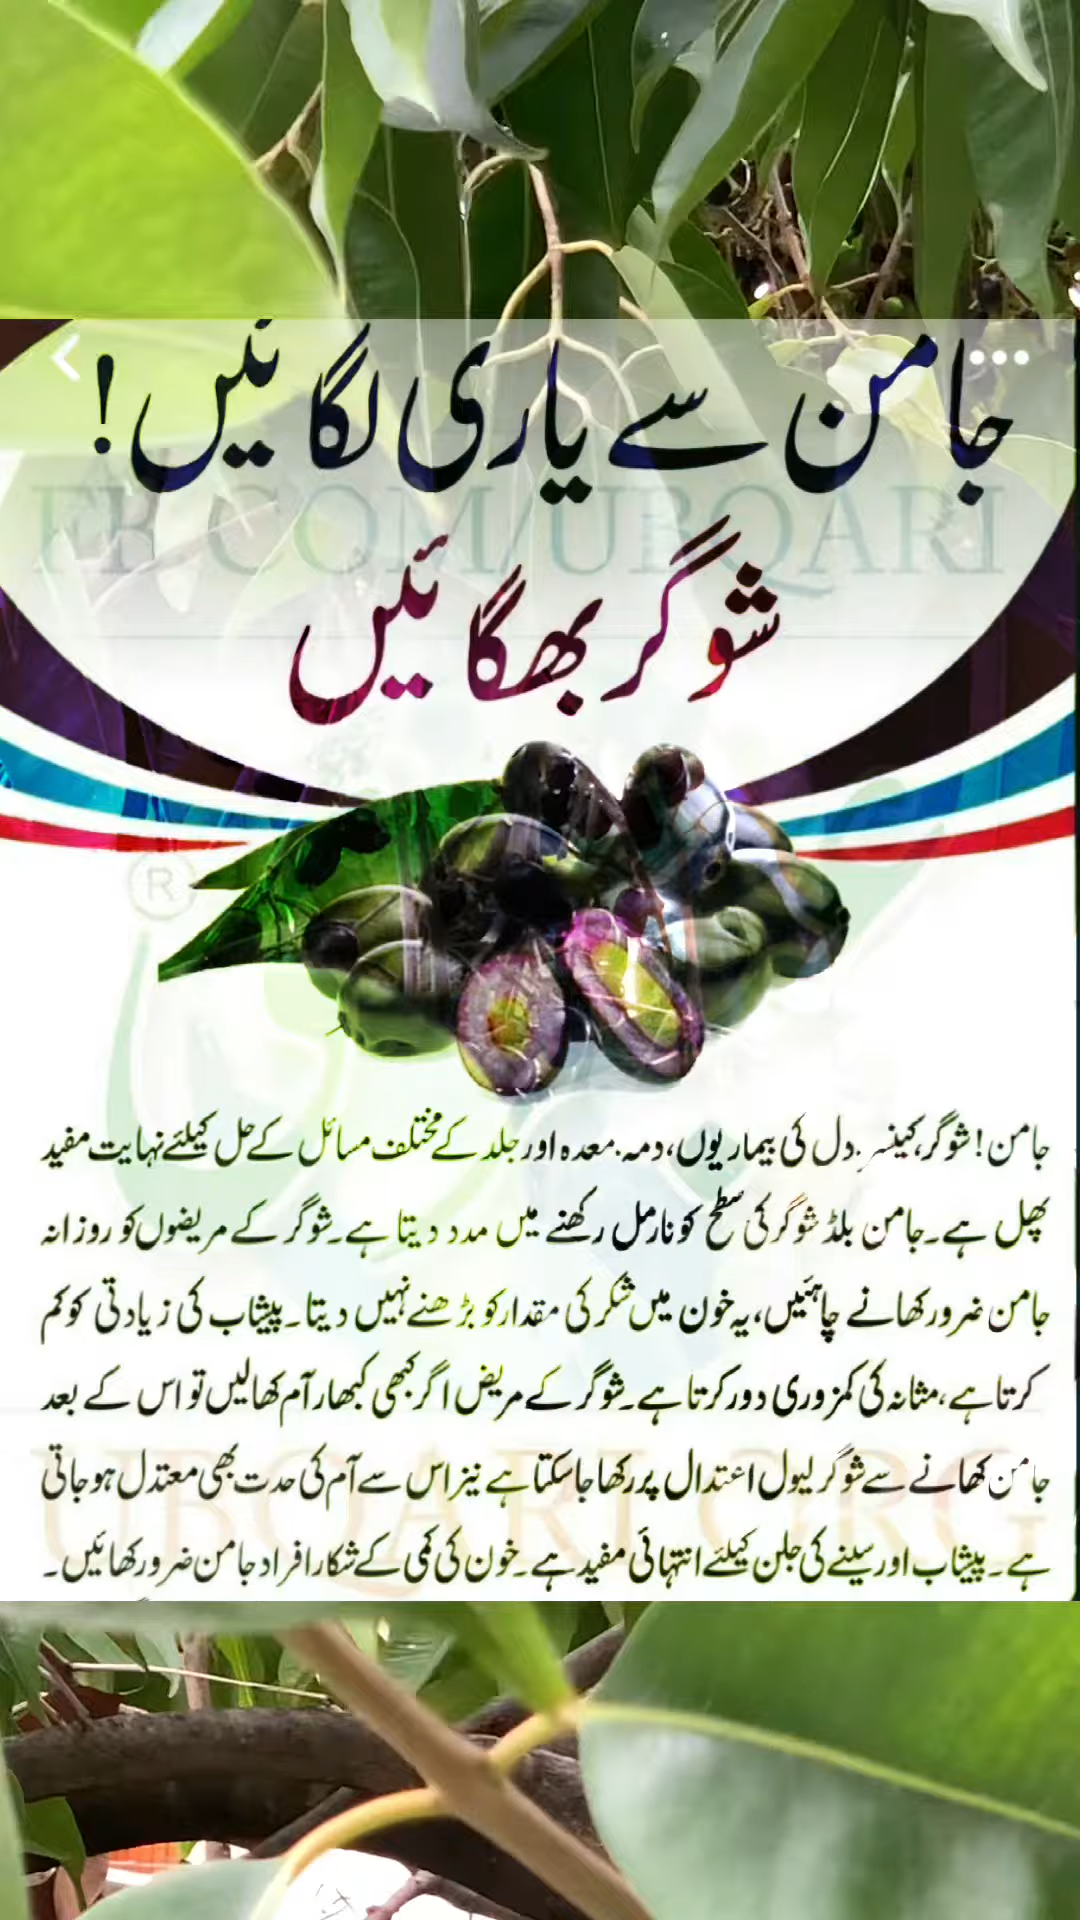 جامن سے یاری لگائیں!
FB.COM/UBQARI
شوگر بھگائیں
®
جامن! شوگر، کینسر، دل کی بیماریوں، دمہ، معدہ اور جلد کے مختلف مسائل کے حل کیلئے نہایت مفید
پھل ہے۔ جامن بلڈ شوگر کی سطح کو نارمل رکھنے میں مدد دیتا ہے۔ شوگر کے مریضوں کو روزانہ
جامن ضرور کھانے چاہئیں، یہ خون میں شکر کی مقدار کو بڑھنے نہیں دیتا۔ پیشاب کی زیادتی کو کم
کرتا ہے، مثانہ کی کمزوری دور کرتا ہے۔ شوگر کے مریض اگر کبھی کبھار آم کھالیں تو اس کے بعد
جامن کھانے سے شوگر لیول اعتدال پر رکھا جاسکتا ہے نیز اس سے آم کی حدت بھی معتدل ہوجاتی
UBQARI.ORG
ہے۔ پیشاب اور سینے کی جلن کیلئے انتہائی مفید ہے۔ خون کی کمی کے شکار افراد جامن ضرور کھائیں۔